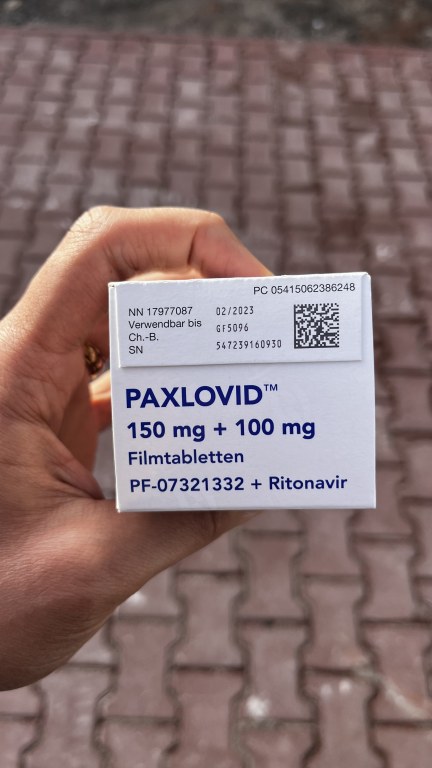 PC 05415062386248
NN 17977087
Verwendbar bis 02/2023
Ch.-B. GF5096
SN 547239160930
PAXLOVID™
150 mg + 100 mg
Filmtabletten
PF-07321332 + Ritonavir